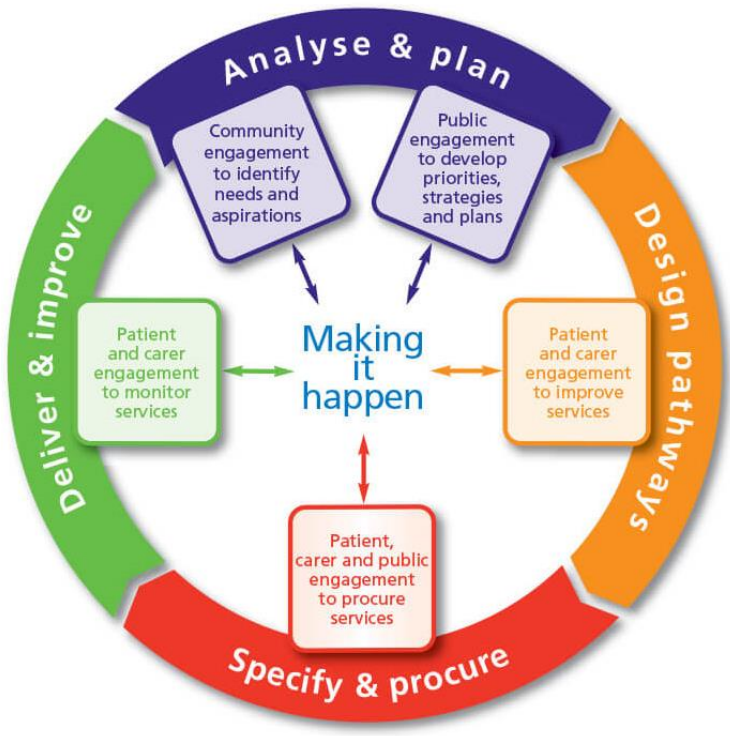 Analyse & plan
Community
engagement
to identify
needs and
aspirations
Public
engagement
to develop
priorities,
strategies
and plans
Design pathways
Patient
and carer
engagement
to improve
services
Specify & procure
Patient,
carer and public
engagement
to procure
services
Deliver & improve
Patient
and carer
engagement
to monitor
services
Making
it
happen